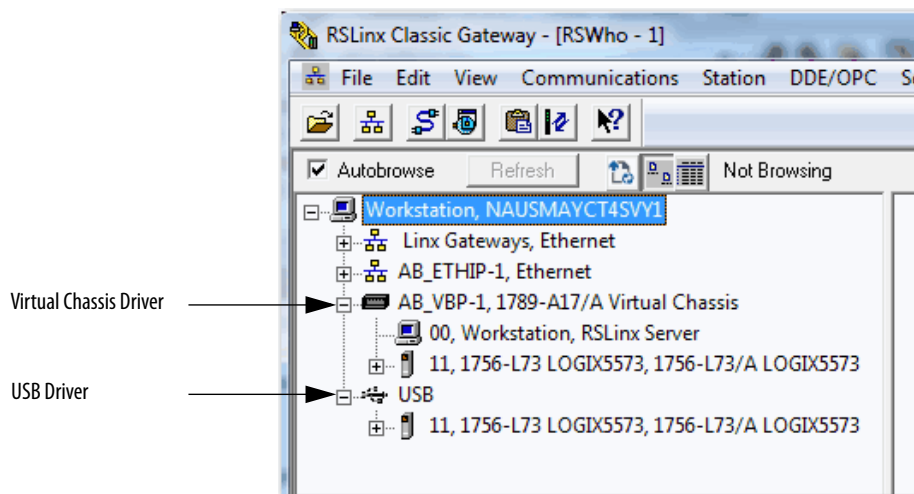 RSLinx Classic Gateway - [RSWho - 1]
File Edit View Communications Station DDE/OPC
Autobrowse Refresh Not Browsing
Workstation, NAUSMAYCT4SVY1
Linx Gateways, Ethernet
AB_ETHIP-1, Ethernet
Virtual Chassis Driver
AB_VBP-1, 1789-A17/A Virtual Chassis
00, Workstation, RSLinx Server
11, 1756-L73 LOGIX5573, 1756-L73/A LOGIX5573
USB Driver
USB
11, 1756-L73 LOGIX5573, 1756-L73/A LOGIX5573